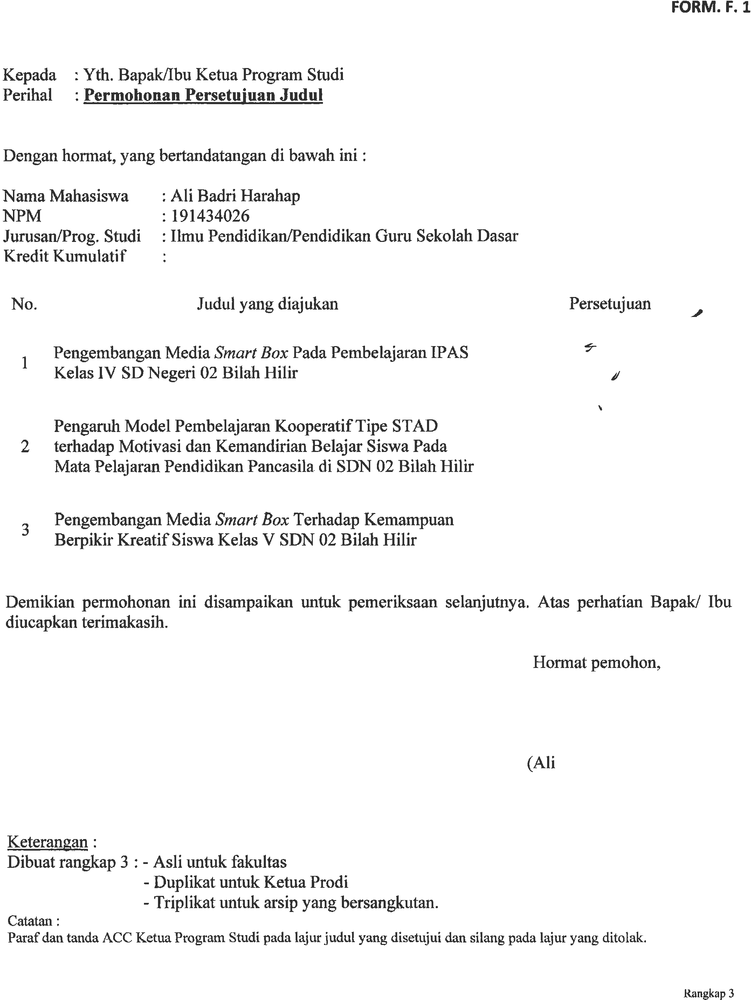 FORM. F. 1
Kepada : Yth. Bapak/Ibu Ketua Program Studi
Perihal : Permohonan Persetujuan Judul
Dengan hormat, yang bertandatangan di bawah ini :
Nama Mahasiswa : Ali Badri Harahap
NPM : 191434026
Jurusan/Prog. Studi : Ilmu Pendidikan/Pendidikan Guru Sekolah Dasar
Kredit Kumulatif :
No. Judul yang diajukan Persetujuan
1 Pengembangan Media Smart Box Pada Pembelajaran IPAS
Kelas IV SD Negeri 02 Bilah Hilir
Pengaruh Model Pembelajaran Kooperatif Tipe STAD
2 terhadap Motivasi dan Kemandirian Belajar Siswa Pada
Mata Pelajaran Pendidikan Pancasila di SDN 02 Bilah Hilir
3 Pengembangan Media Smart Box Terhadap Kemampuan
Berpikir Kreatif Siswa Kelas V SDN 02 Bilah Hilir
Demikian permohonan ini disampaikan untuk pemeriksaan selanjutnya. Atas perhatian Bapak/ Ibu
diucapkan terimakasih.
Hormat pemohon,
(Ali
Keterangan :
Dibuat rangkap 3 : - Asli untuk fakultas
- Duplikat untuk Ketua Prodi
- Triplikat untuk arsip yang bersangkutan.
Catatan :
Paraf dan tanda ACC Ketua Program Studi pada lajur judul yang disetujui dan silang pada lajur yang ditolak.
Rangkap 3